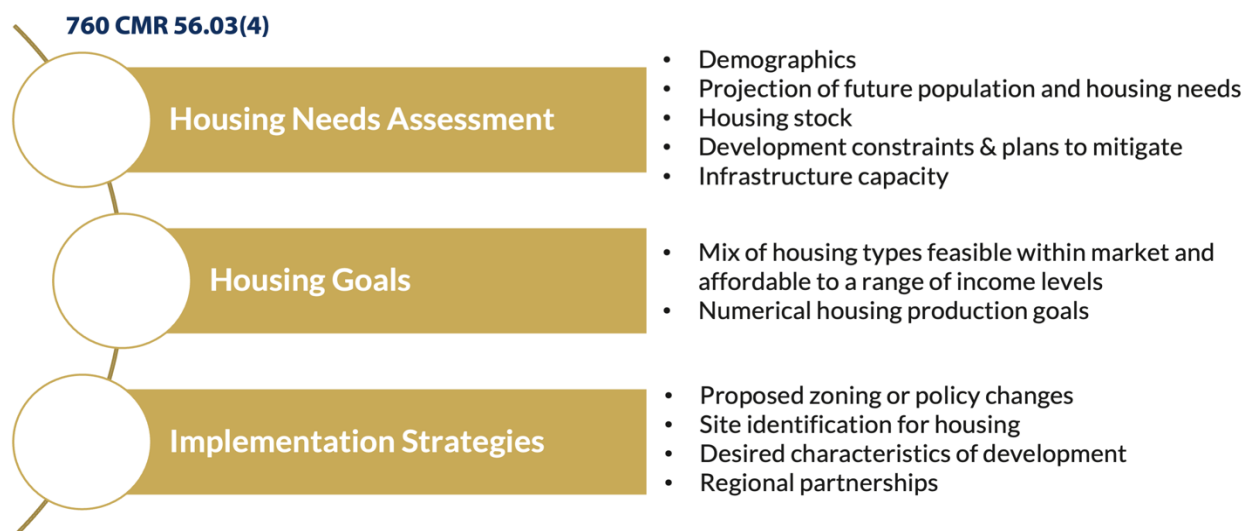 760 CMR 56.03(4)
Housing Needs Assessment
• Demographics
• Projection of future population and housing needs
• Housing stock
• Development constraints & plans to mitigate
• Infrastructure capacity
Housing Goals
• Mix of housing types feasible within market and
affordable to a range of income levels
• Numerical housing production goals
Implementation Strategies
• Proposed zoning or policy changes
• Site identification for housing
• Desired characteristics of development
• Regional partnerships